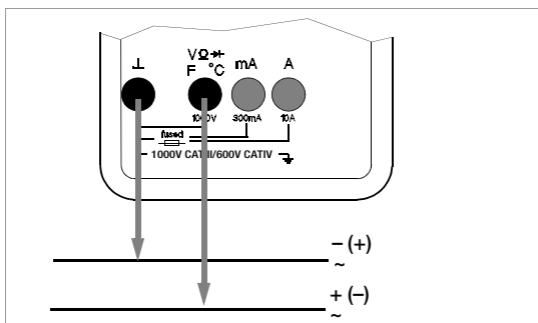 ⊥ VΩ⯈ mA A
F °C
1000V 300mA 10A
fused
1000V CATIII/600V CATIV
– (+)
~
+ (–)
~